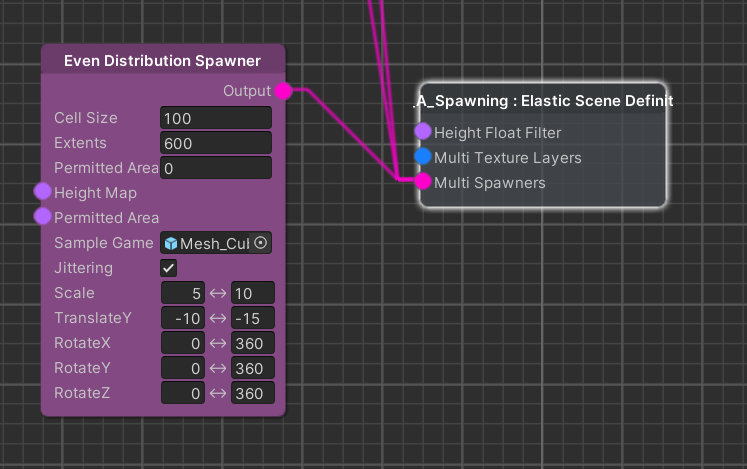 Even Distribution Spawner
Output
Cell Size 100
Extents 600
Permitted Area 0
Height Map
Permitted Area
Sample Game Mesh_Cul
Jittering
Scale 5 ↔ 10
TranslateY -10 ↔ -15
RotateX 0 ↔ 360
RotateY 0 ↔ 360
RotateZ 0 ↔ 360
_A_Spawning : Elastic Scene Definit
Height Float Filter
Multi Texture Layers
Multi Spawners